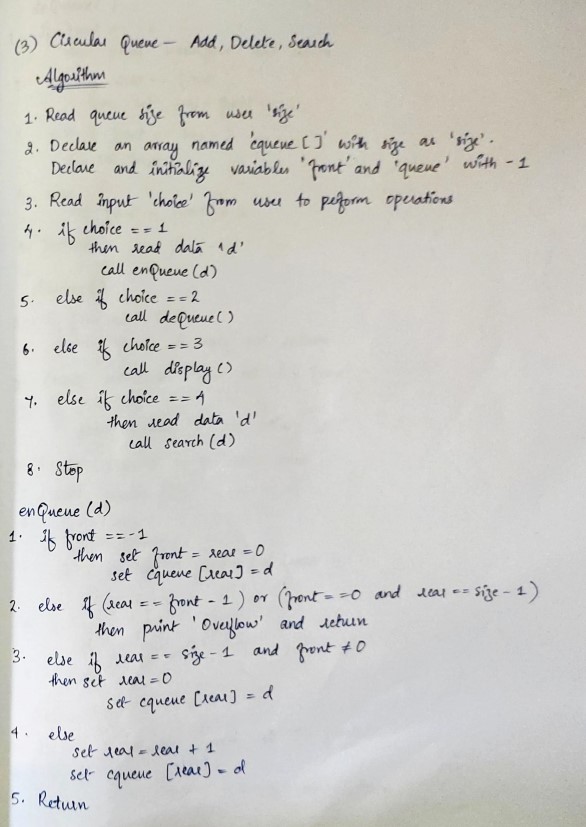 (3) Circular Queue - Add, Delete, Search
Algorithm
1. Read queue size from user 'size'
2. Declare an array named 'cqueue []' with size as 'size'.
Declare and initialize variables 'front' and 'queue' with -1
3. Read input 'choice' from user to perform operations
4. if choice == 1
then read data 'd'
call enQueue (d)
5. else if choice == 2
call deQueue()
6. else if choice == 3
call display ()
7. else if choice == 4
then read data 'd'
call search (d)
8. Stop
enQueue (d)
1. if front == -1
then set front = rear = 0
set cqueue [rear] = d
2. else if (rear == front - 1) or (front == 0 and rear == size - 1)
then print 'Overflow' and return
3. else if rear == size - 1 and front ≠ 0
then set rear = 0
set cqueue [rear] = d
4. else
set rear = rear + 1
set cqueue [rear] = d
5. Return